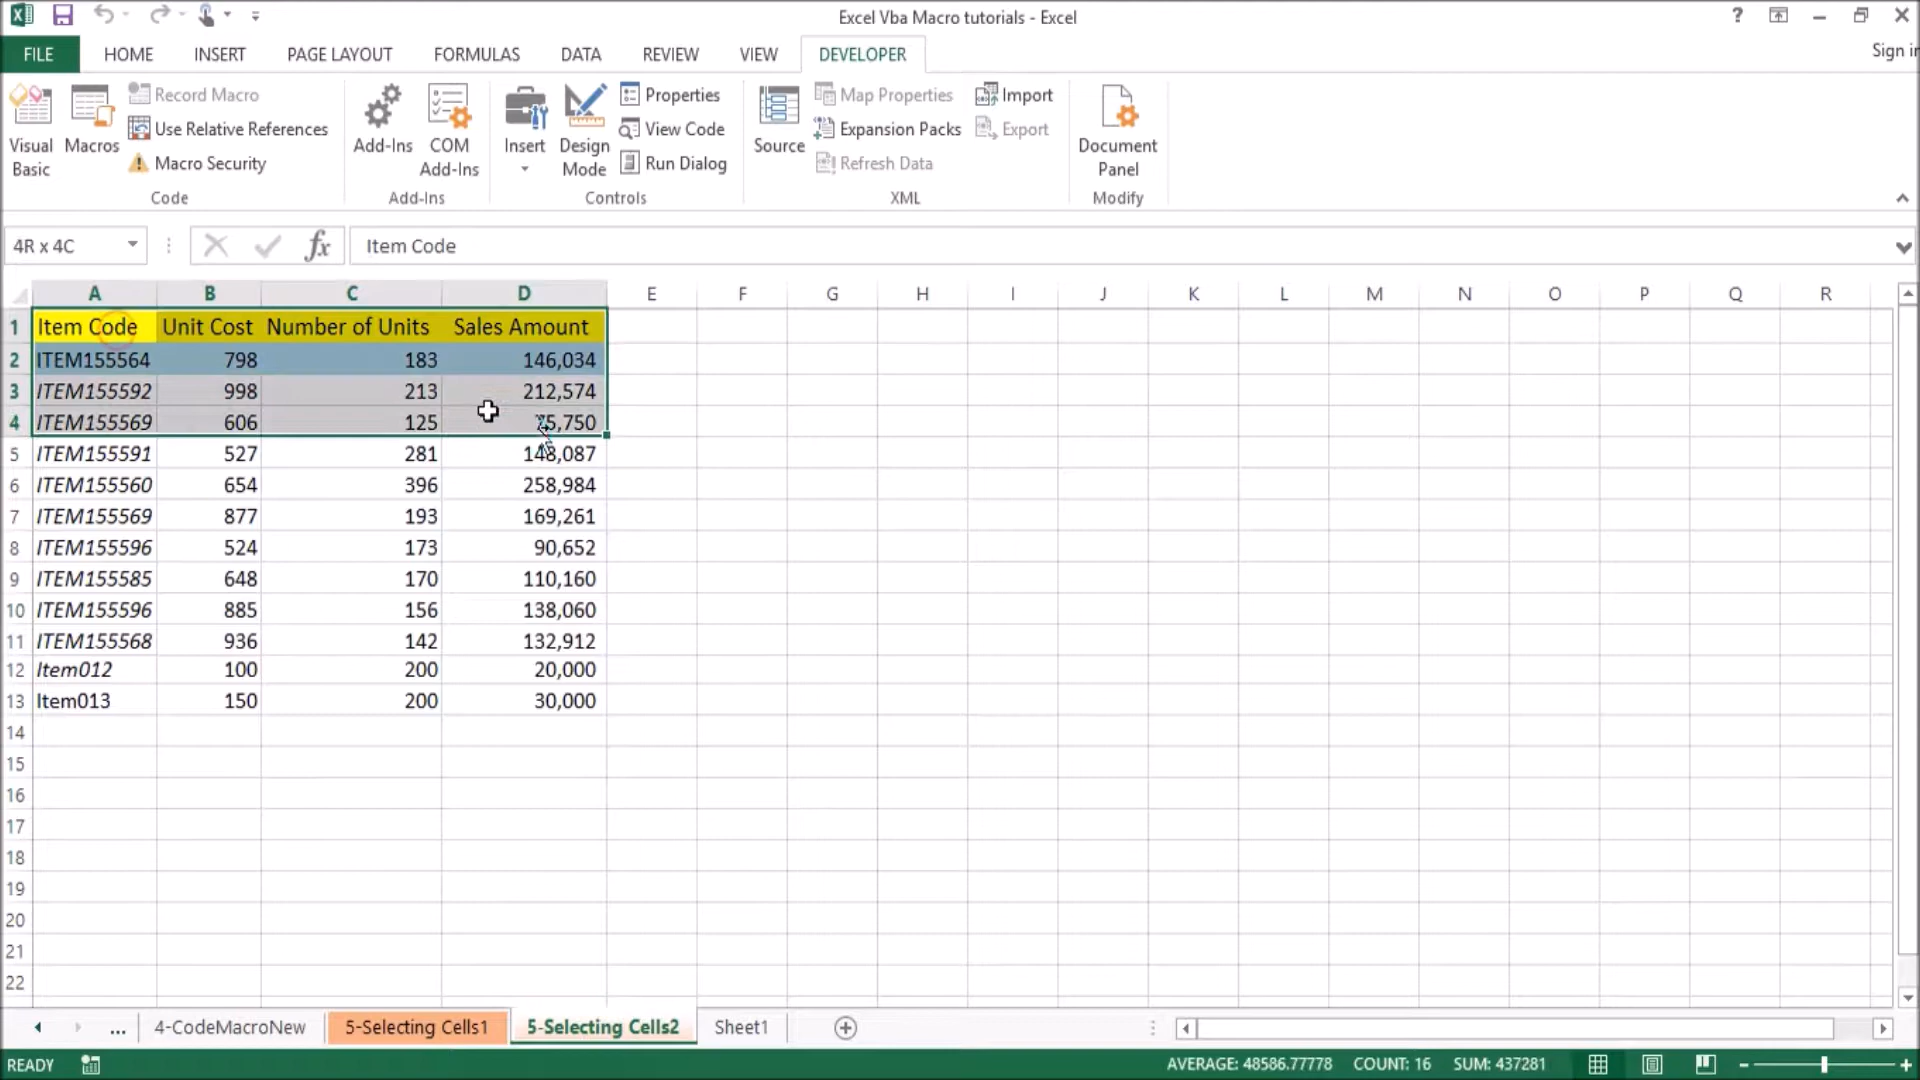 Excel Vba Macro tutorials - Excel
?
FILE HOME INSERT PAGE LAYOUT FORMULAS DATA REVIEW VIEW DEVELOPER Sign in
Visual Basic
Macros
Record Macro
Use Relative References
Macro Security
Code
Add-Ins
COM Add-Ins
Add-Ins
Insert
Design Mode
Properties
View Code
Run Dialog
Controls
Source
Map Properties
Expansion Packs
Refresh Data
Import
Export
XML
Document Panel
Modify
4R x 4C fx Item Code
A B C D E F G H I J K L M N O P Q R
1 Item Code Unit Cost Number of Units Sales Amount
2 ITEM155564 798 183 146,034
3 ITEM155592 998 213 212,574
4 ITEM155569 606 125 75,750
5 ITEM155591 527 281 148,087
6 ITEM155560 654 396 258,984
7 ITEM155569 877 193 169,261
8 ITEM155596 524 173 90,652
9 ITEM155585 648 170 110,160
10 ITEM155596 885 156 138,060
11 ITEM155568 936 142 132,912
12 Item012 100 200 20,000
13 Item013 150 200 30,000
14
15
16
17
18
19
20
21
22
... 4-CodeMacroNew 5-Selecting Cells1 5-Selecting Cells2 Sheet1
READY AVERAGE: 48586.77778 COUNT: 16 SUM: 437281